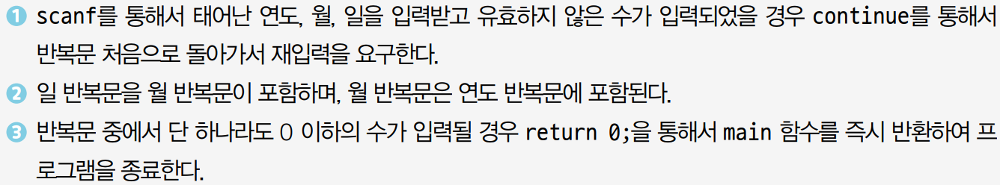 ❶ scanf를 통해서 태어난 연도, 월, 일을 입력받고 유효하지 않은 수가 입력되었을 경우 continue를 통해서
반복문 처음으로 돌아가서 재입력을 요구한다.
❷ 일 반복문을 월 반복문이 포함하며, 월 반복문은 연도 반복문에 포함된다.
❸ 반복문 중에서 단 하나라도 0 이하의 수가 입력될 경우 return 0;을 통해서 main 함수를 즉시 반환하여 프
로그램을 종료한다.